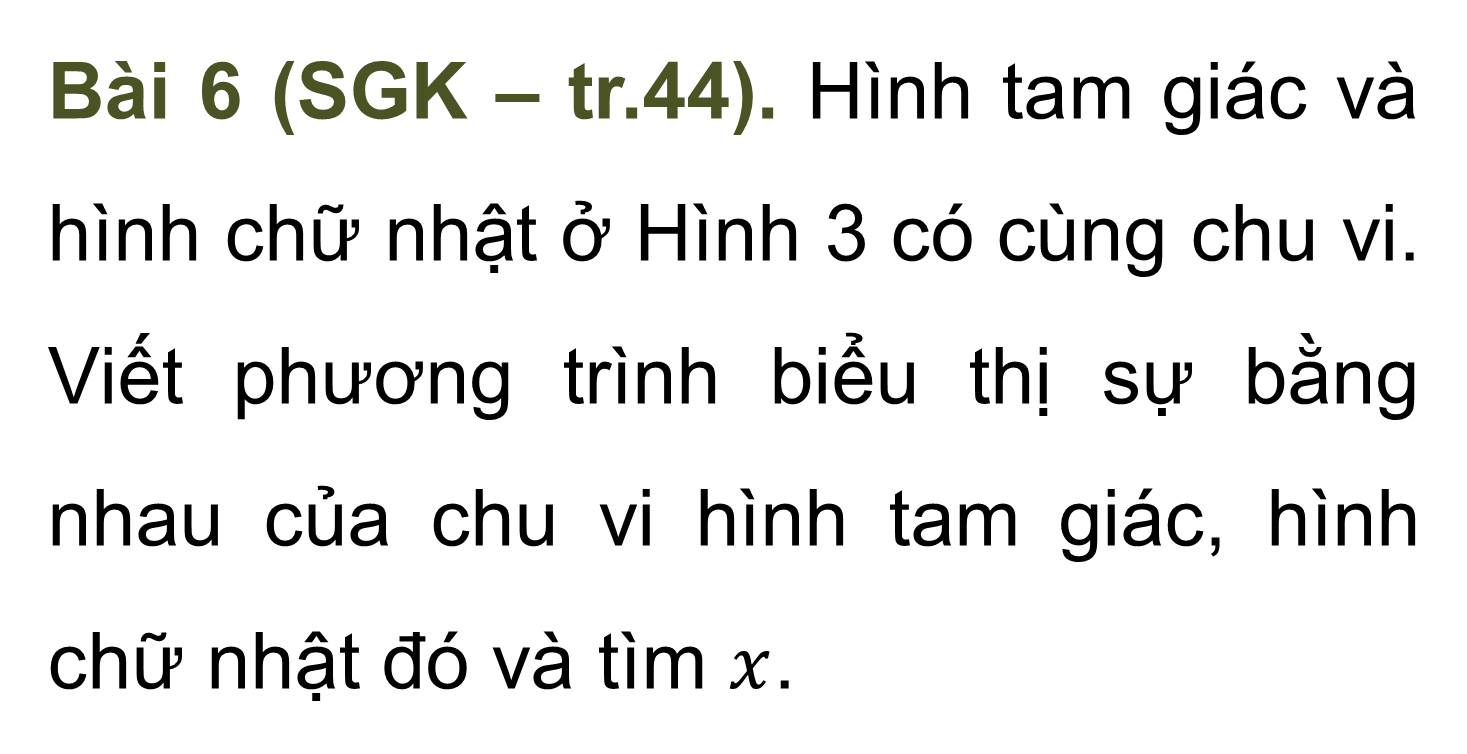 Bài 6 (SGK – tr.44). Hình tam giác và
hình chữ nhật ở Hình 3 có cùng chu vi.
Viết phương trình biểu thị sự bằng
nhau của chu vi hình tam giác, hình
chữ nhật đó và tìm x.